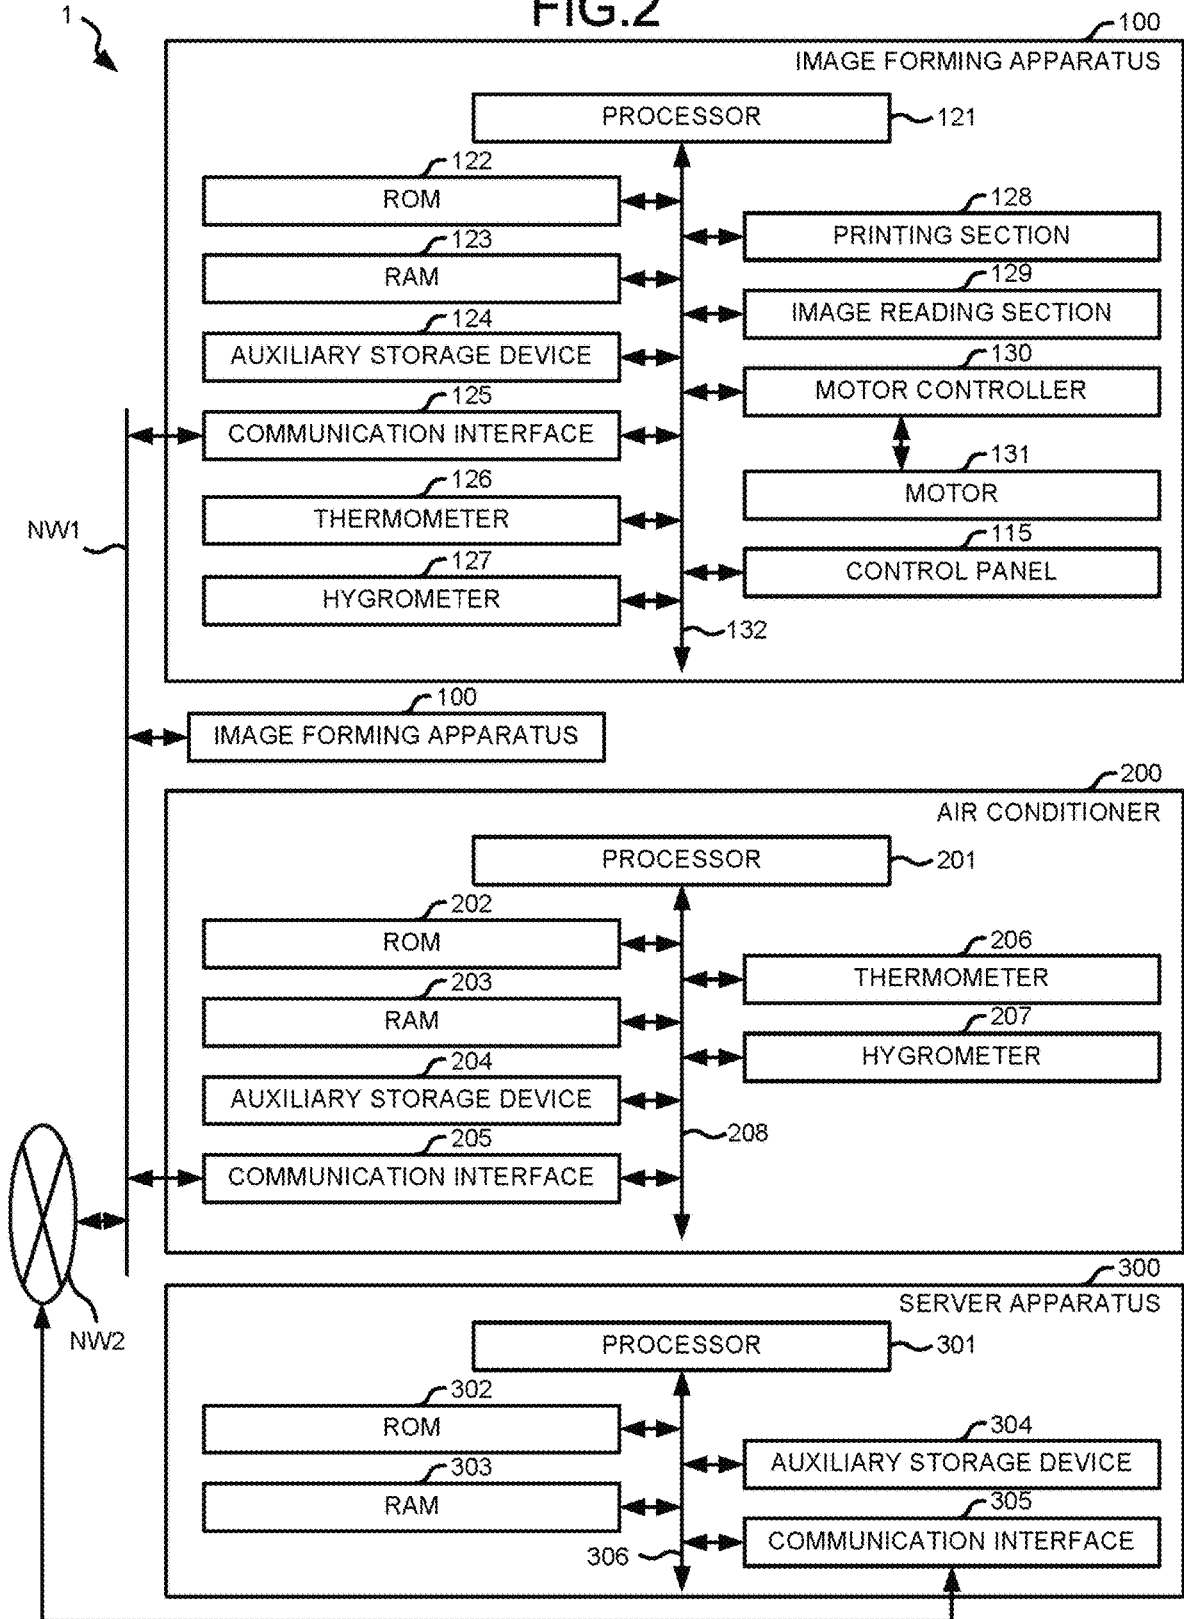 FIG.2
1
100
IMAGE FORMING APPARATUS
PROCESSOR
121
122
ROM
128
PRINTING SECTION
123
RAM
129
IMAGE READING SECTION
124
AUXILIARY STORAGE DEVICE
130
MOTOR CONTROLLER
125
COMMUNICATION INTERFACE
131
MOTOR
126
THERMOMETER
NW1
115
CONTROL PANEL
127
HYGROMETER
132
100
IMAGE FORMING APPARATUS
200
AIR CONDITIONER
PROCESSOR
201
202
ROM
206
THERMOMETER
203
RAM
207
HYGROMETER
204
AUXILIARY STORAGE DEVICE
208
205
COMMUNICATION INTERFACE
NW2
300
SERVER APPARATUS
PROCESSOR
301
302
ROM
304
AUXILIARY STORAGE DEVICE
303
RAM
305
COMMUNICATION INTERFACE
306